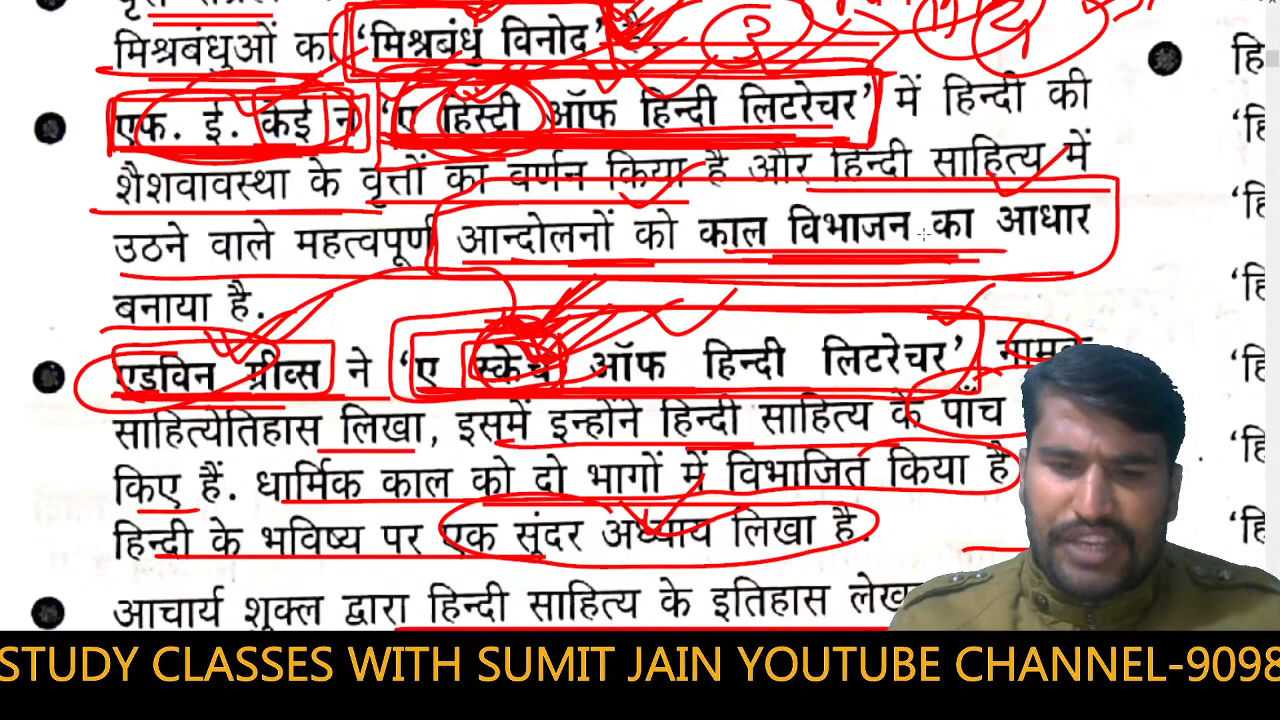 मिश्रबंधुओं का 'मिश्रबंधु विनोद' है.
एफ. ई. केई ने 'ए हिस्ट्री ऑफ हिन्दी लिटरेचर' में हिन्दी की
शैशवावस्था के वृत्तों का वर्णन किया है और हिन्दी साहित्य में
उठने वाले महत्वपूर्ण आन्दोलनों को काल विभाजन का आधार
बनाया है.
एडविन ग्रीव्स ने 'ए स्केच ऑफ हिन्दी लिटरेचर' नामक
साहित्येतिहास लिखा, इसमें इन्होंने हिन्दी साहित्य के पाँच
किए हैं. धार्मिक काल को दो भागों में विभाजित किया है
हिन्दी के भविष्य पर एक सुंदर अध्याय लिखा है.
आचार्य शुक्ल द्वारा हिन्दी साहित्य के इतिहास
STUDY CLASSES WITH SUMIT JAIN YOUTUBE CHANNEL-9098